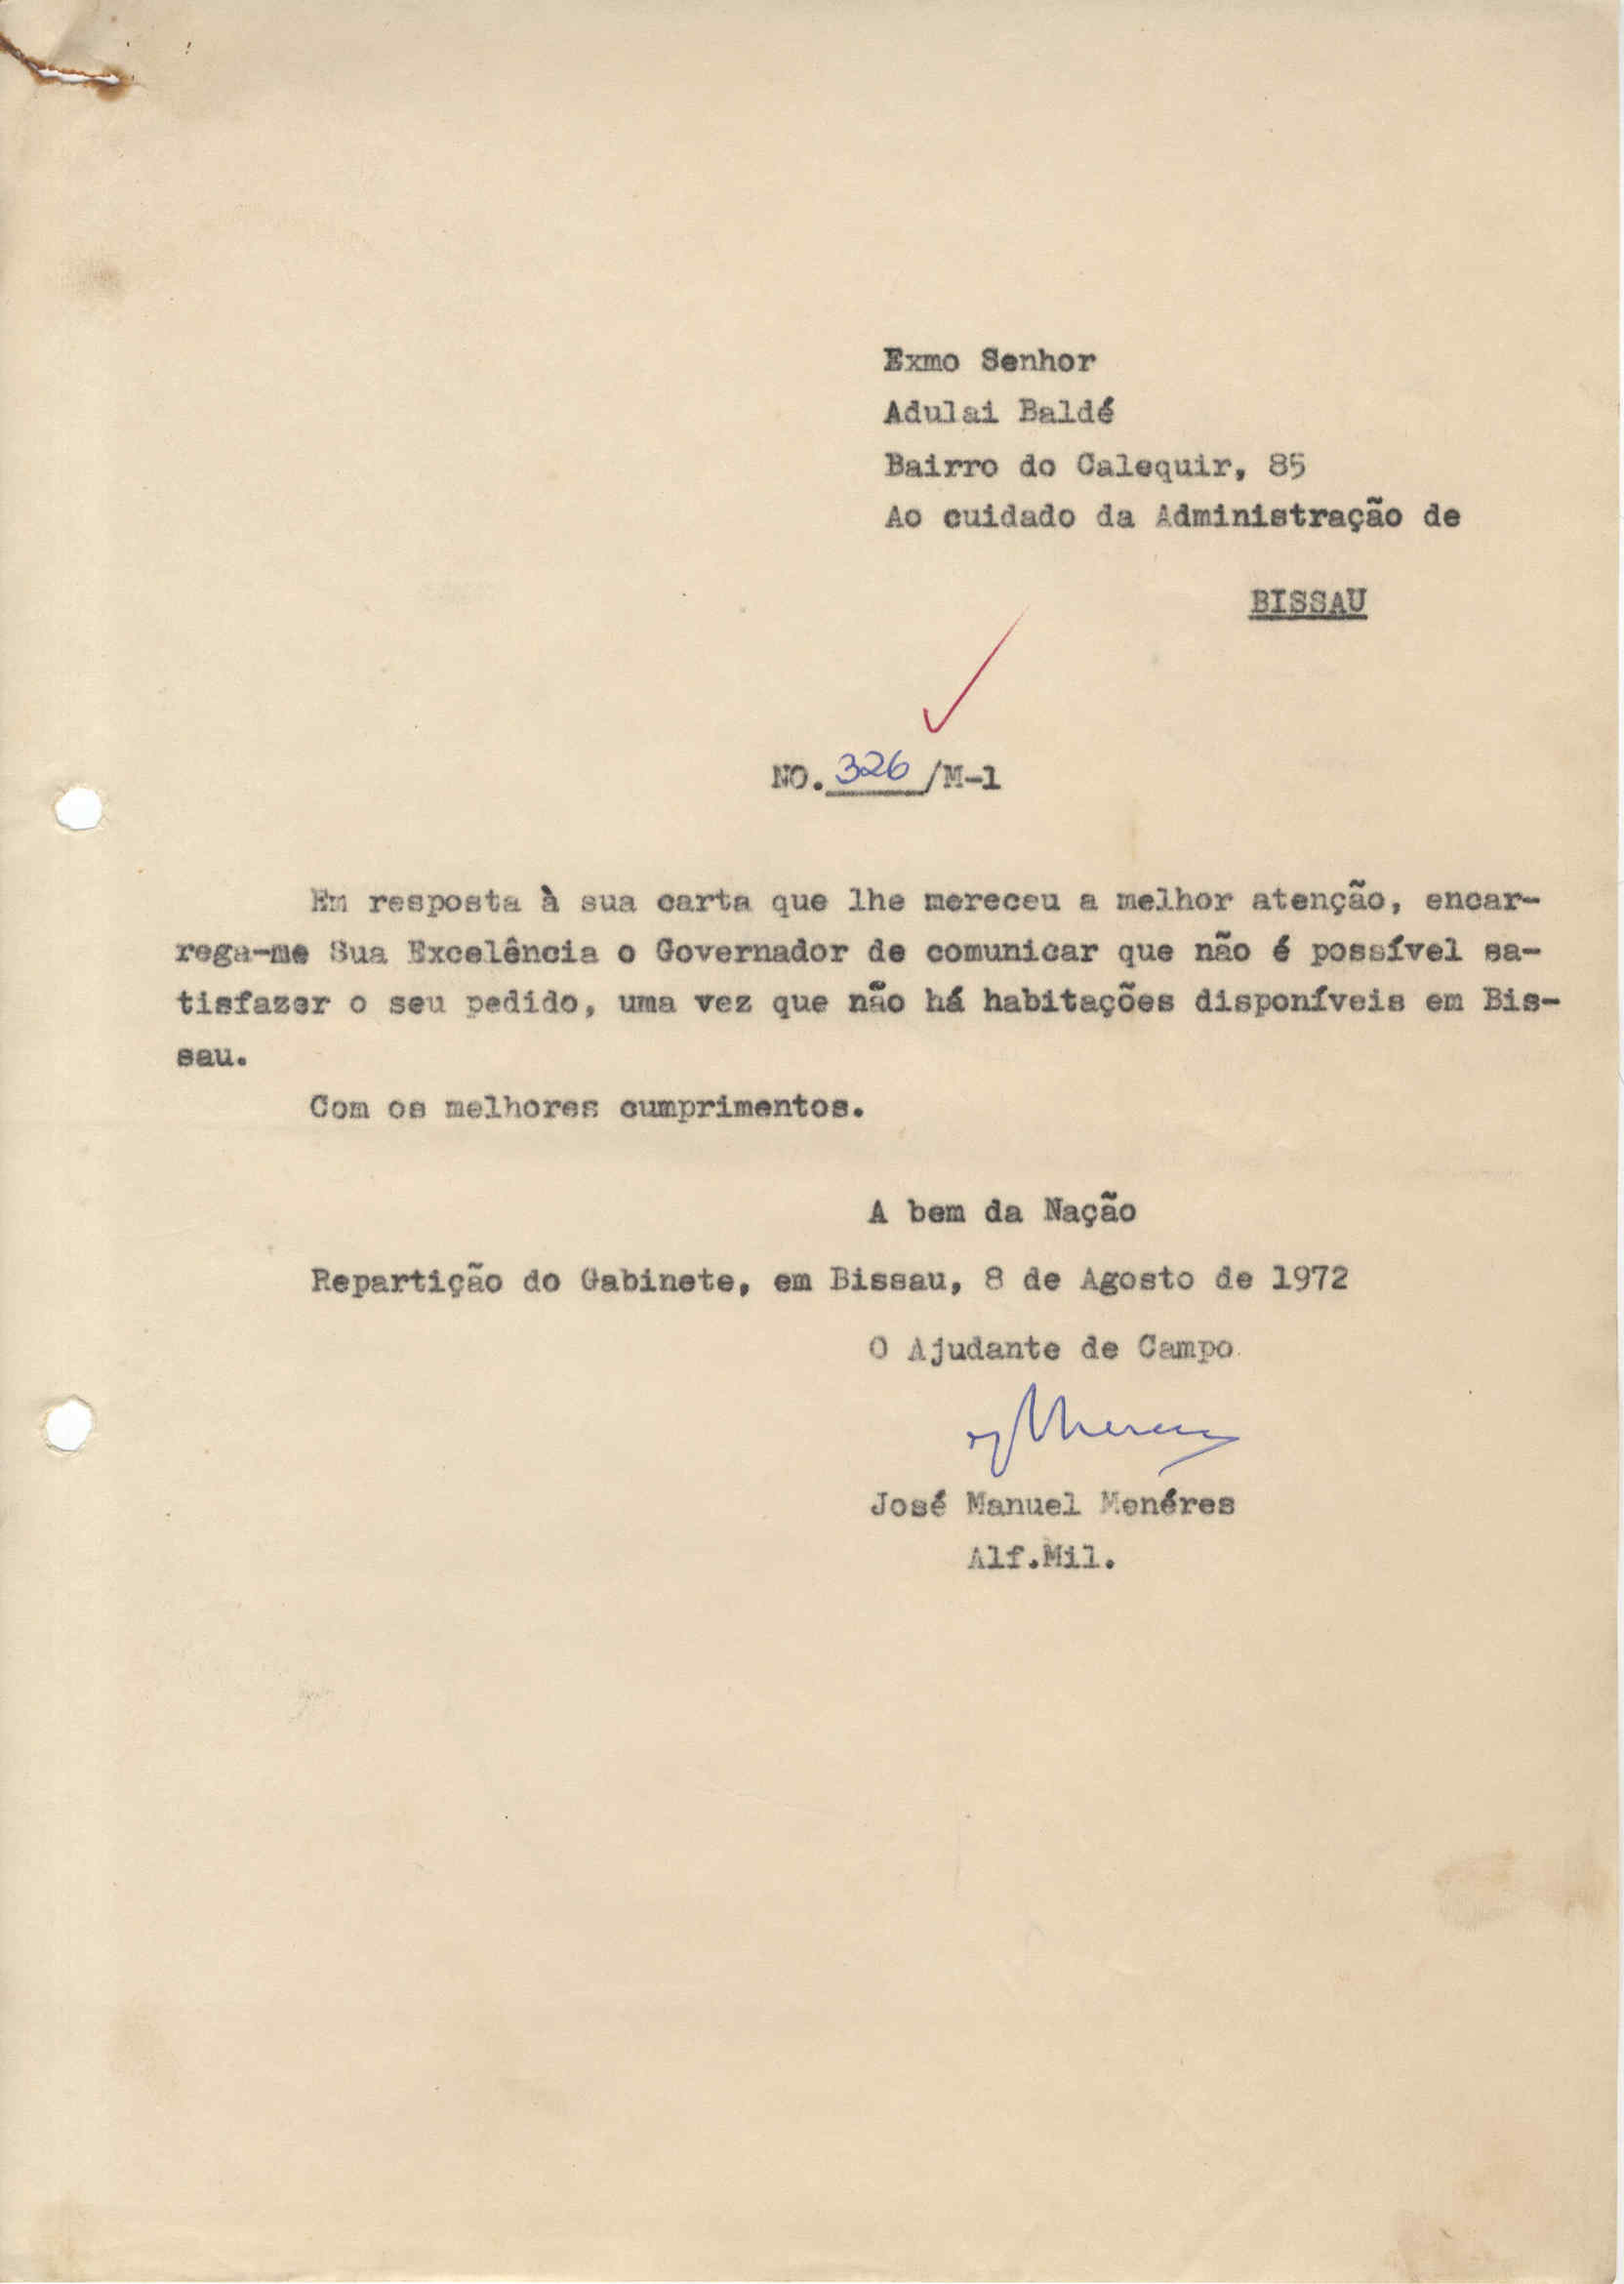 Exmo Senhor
Adulai Baldé
Bairro do Calequir, 85
Ao cuidado da Administração de
BISSAU
NO. 326 /M-1
Em resposta à sua carta que lhe mereceu a melhor atenção, encar-
rega-me Sua Excelência o Governador de comunicar que não é possível sa-
tisfazer o seu pedido, uma vez que não há habitações disponíveis em Bis-
sau.
Com os melhores cumprimentos.
A bem da Nação
Repartição do Gabinete, em Bissau, 8 de Agosto de 1972
O Ajudante de Campo
José Manuel Menéres
Alf.Mil.